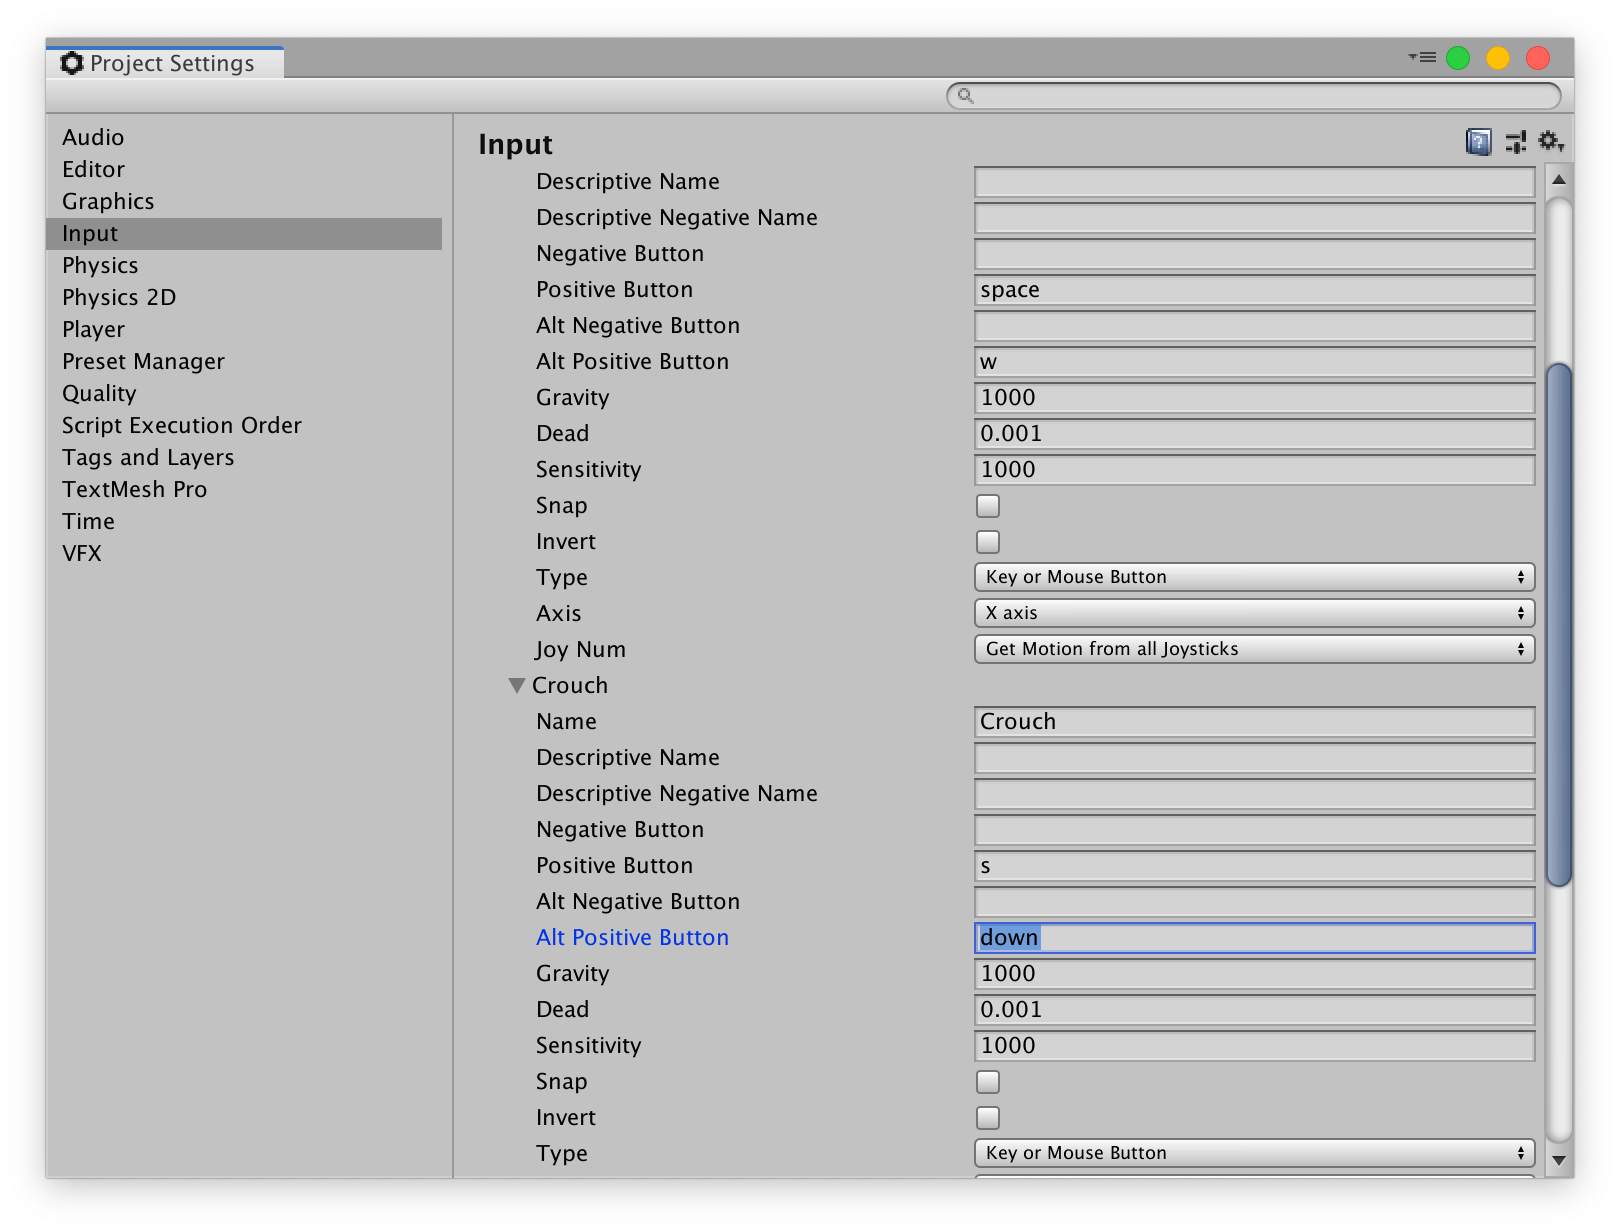 Project Settings
Audio
Editor
Graphics
Input
Physics
Physics 2D
Player
Preset Manager
Quality
Script Execution Order
Tags and Layers
TextMesh Pro
Time
VFX
Input
Descriptive Name
Descriptive Negative Name
Negative Button
Positive Button space
Alt Negative Button
Alt Positive Button w
Gravity 1000
Dead 0.001
Sensitivity 1000
Snap
Invert
Type Key or Mouse Button
Axis X axis
Joy Num Get Motion from all Joysticks
Crouch
Name Crouch
Descriptive Name
Descriptive Negative Name
Negative Button
Positive Button s
Alt Negative Button
Alt Positive Button down
Gravity 1000
Dead 0.001
Sensitivity 1000
Snap
Invert
Type Key or Mouse Button